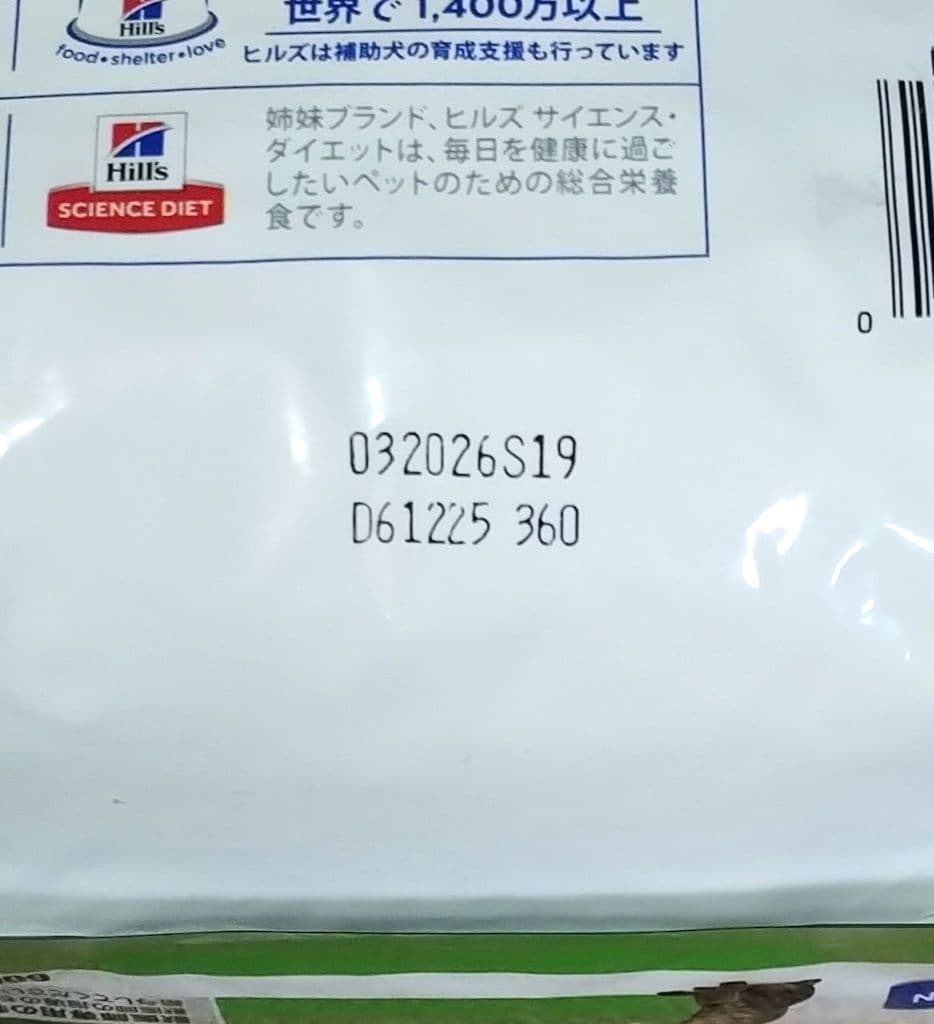 世界で1,400万以上
Hill's
food•shelter•love
ヒルズは補助犬の育成支援も行っています
Hill's
SCIENCE DIET
姉妹ブランド、ヒルズ サイエンス・
ダイエットは、毎日を健康に過ご
したいペットのための総合栄養
食です。
0
032026S19
D61225 360